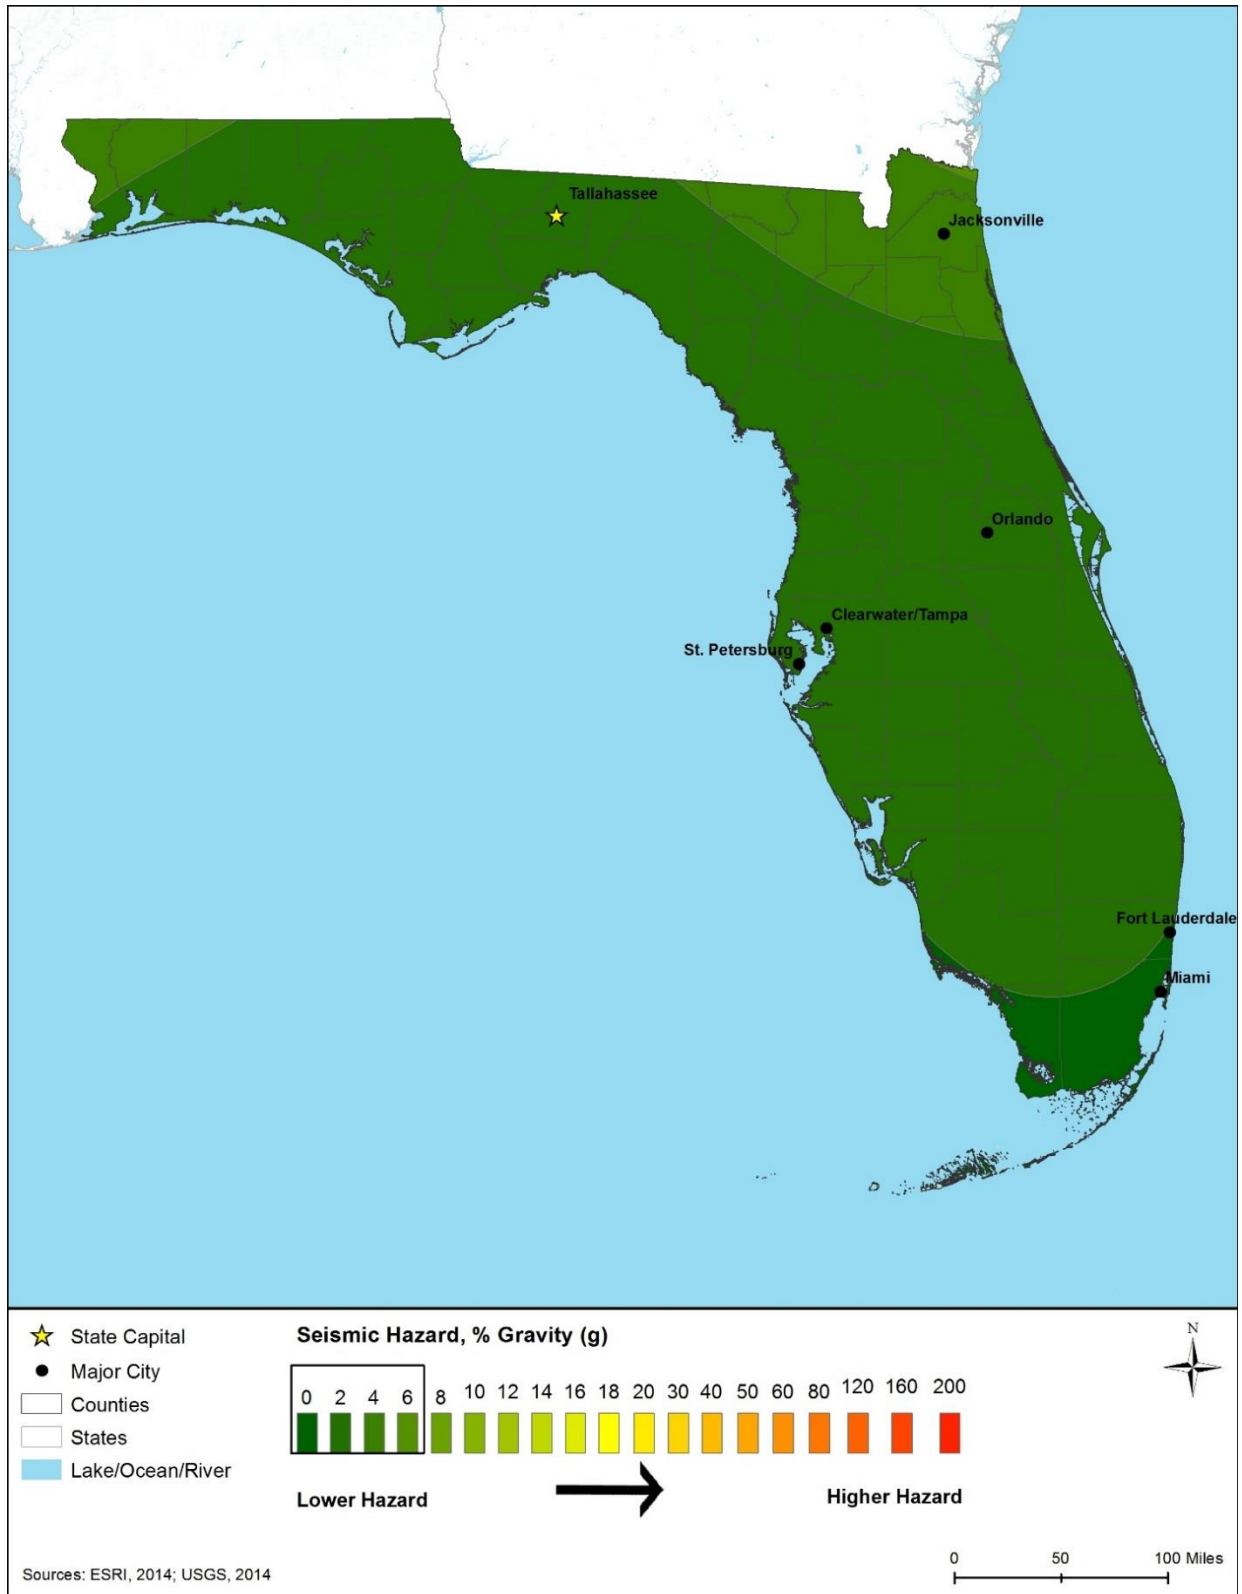 Tallahassee
Jacksonville
Orlando
Clearwater/Tampa
St. Petersburg
Fort Lauderdale
Miami
State Capital
Major City
Counties
States
Lake/Ocean/River
Seismic Hazard, % Gravity (g)
0 2 4 6 8 10 12 14 16 18 20 30 40 50 60 80 120 160 200
Lower Hazard
Higher Hazard
N
Sources: ESRI, 2014; USGS, 2014
0 50 100 Miles